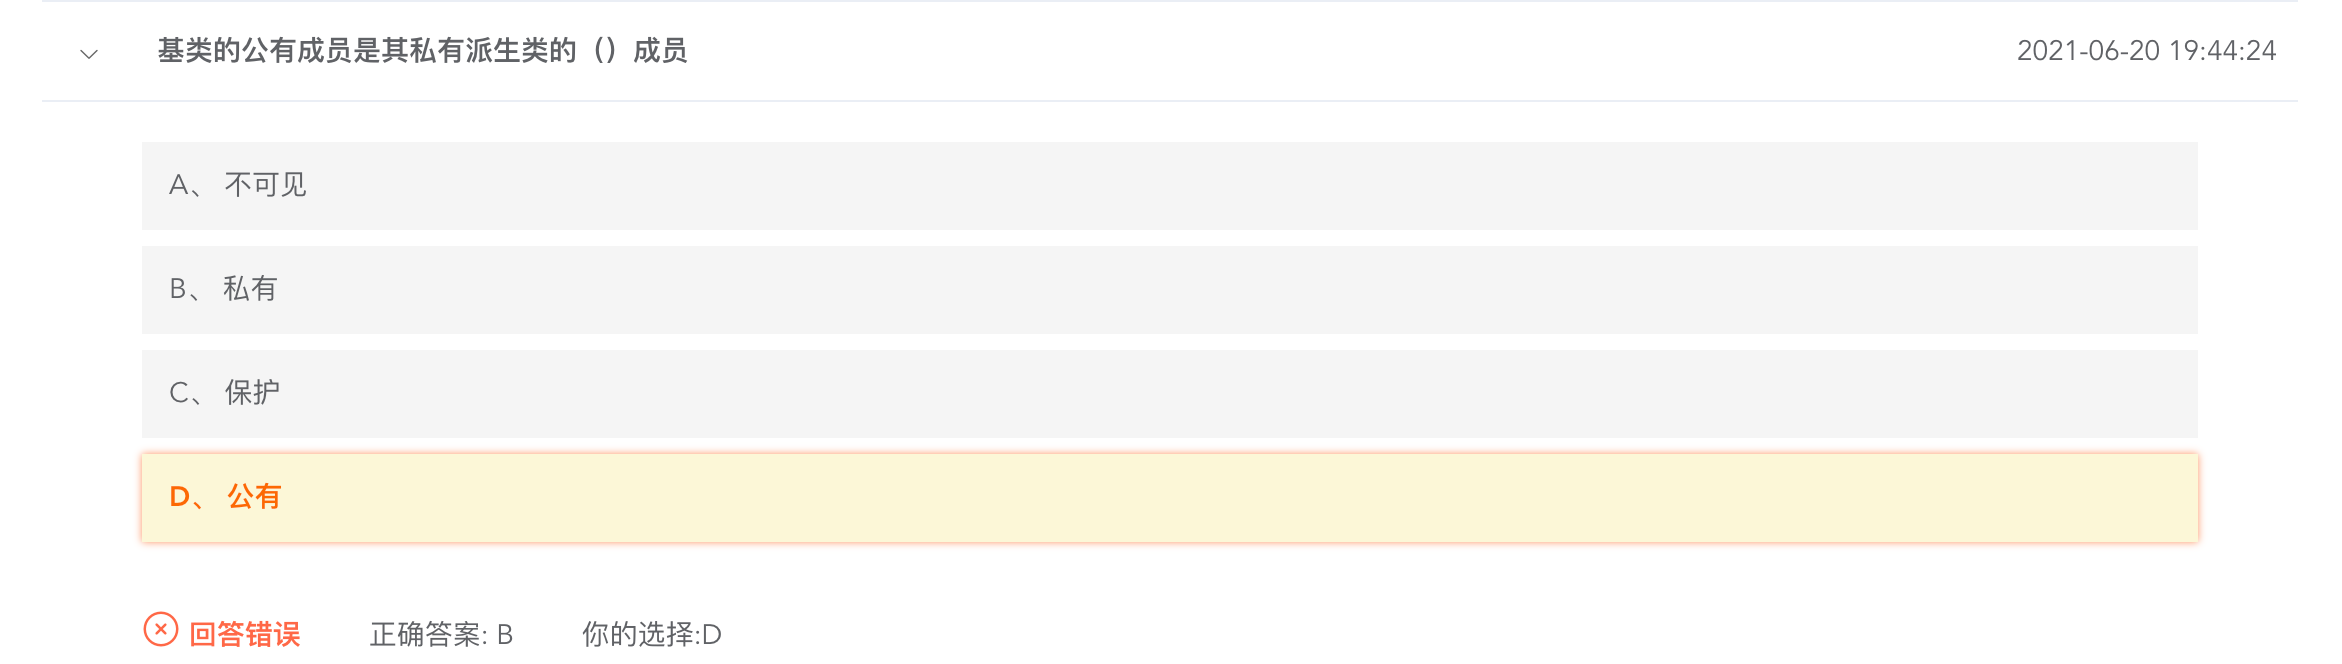 基类的公有成员是其私有派生类的（）成员 2021-06-20 19:44:24
A、 不可见
B、 私有
C、 保护
D、 公有
回答错误 正确答案: B 你的选择:D